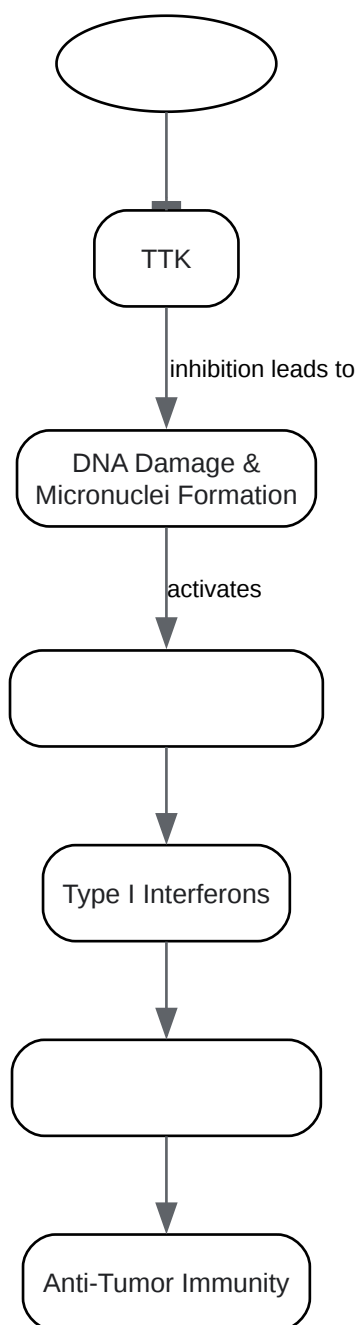 TTK
inhibition leads to
DNA Damage &
Micronuclei Formation
activates
Type I Interferons
Anti-Tumor Immunity